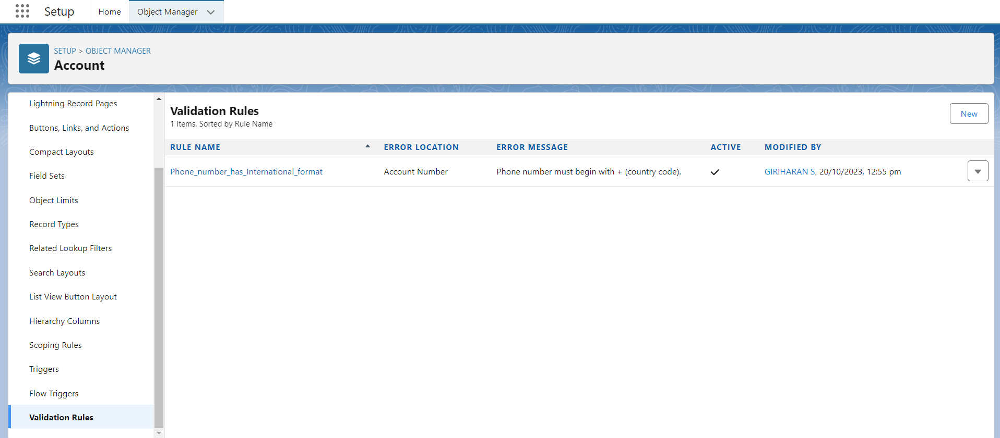 Setup
Home
Object Manager
SETUP > OBJECT MANAGER
Account
Lightning Record Pages
Buttons, Links, and Actions
Compact Layouts
Field Sets
Object Limits
Record Types
Related Lookup Filters
Search Layouts
List View Button Layout
Hierarchy Columns
Scoping Rules
Triggers
Flow Triggers
Validation Rules
Validation Rules
1 Items, Sorted by Rule Name
New
RULE NAME ERROR LOCATION ERROR MESSAGE ACTIVE MODIFIED BY
Phone_number_has_International_format Account Number Phone number must begin with + (country code). GIRIHARAN S, 20/10/2023, 12:55 pm